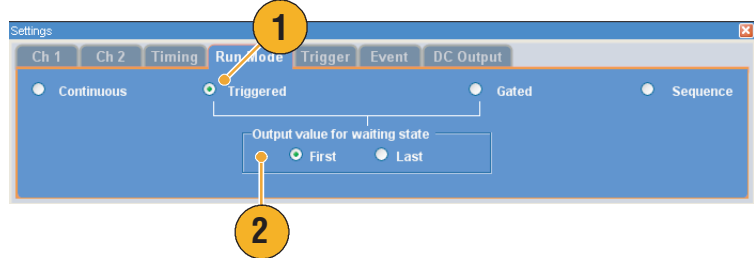 1
Settings
Ch 1 Ch 2 Timing Run Mode Trigger Event DC Output
Continuous Triggered Gated Sequence
Output value for waiting state
First Last
2